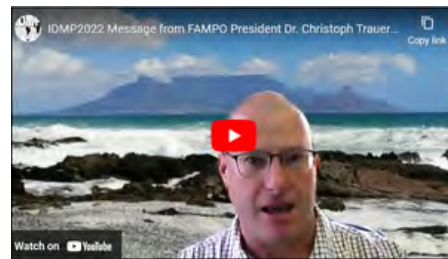 IDMP2022 Message from FAMPO President Dr. Christoph Trauer...
Copy link
Watch on YouTube